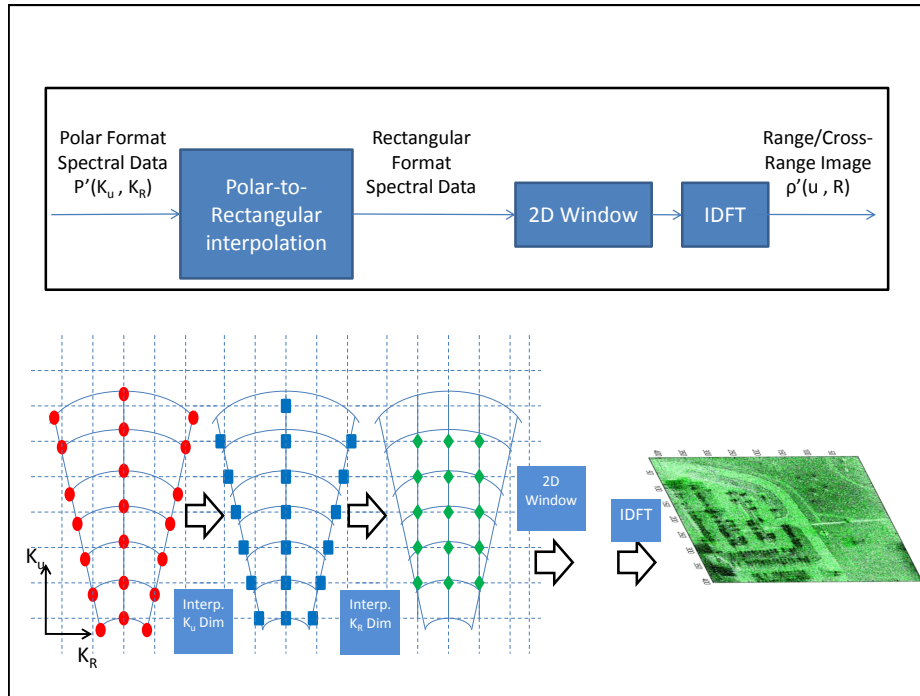 Polar Format
Spectral Data
P'(Ku , KR)
Polar-to-
Rectangular
interpolation
Rectangular
Format
Spectral Data
2D Window
IDFT
Range/Cross-
Range Image
ρ'(u , R)
Ku
KR
Interp.
Ku Dim
Interp.
KR Dim
2D
Window
IDFT